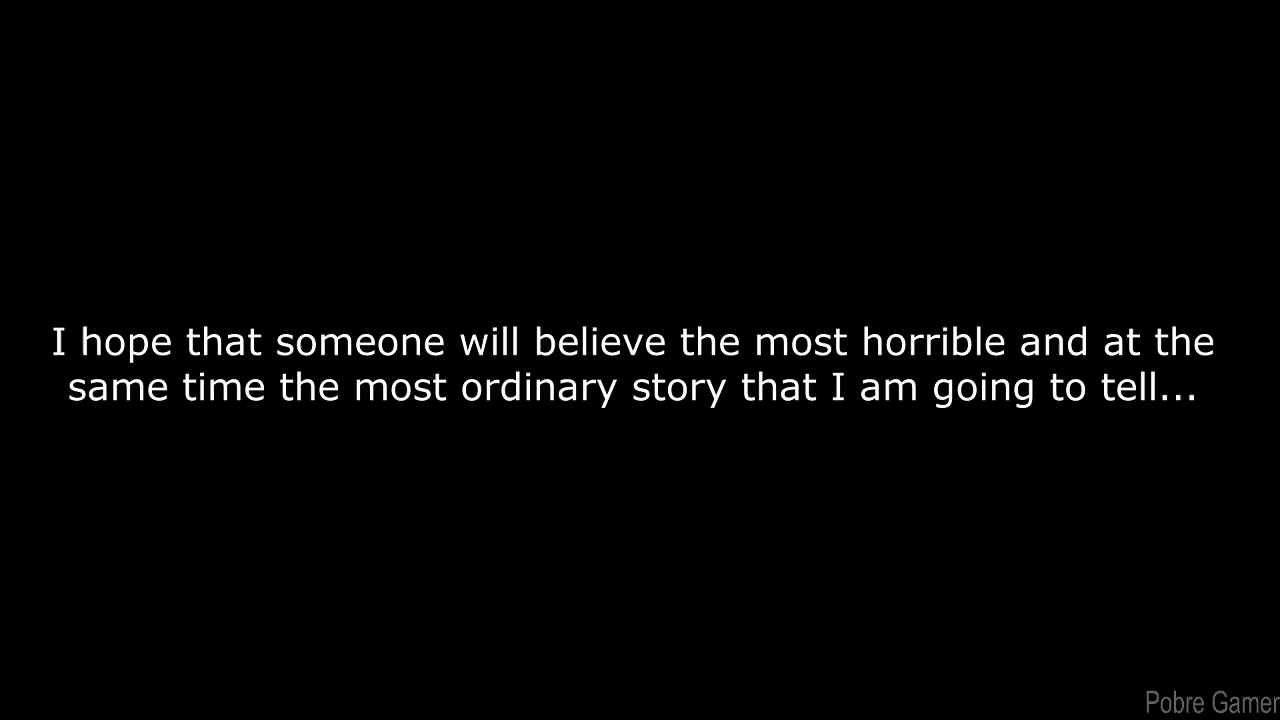 I hope that someone will believe the most horrible and at the
same time the most ordinary story that I am going to tell...
Pobre Gamer